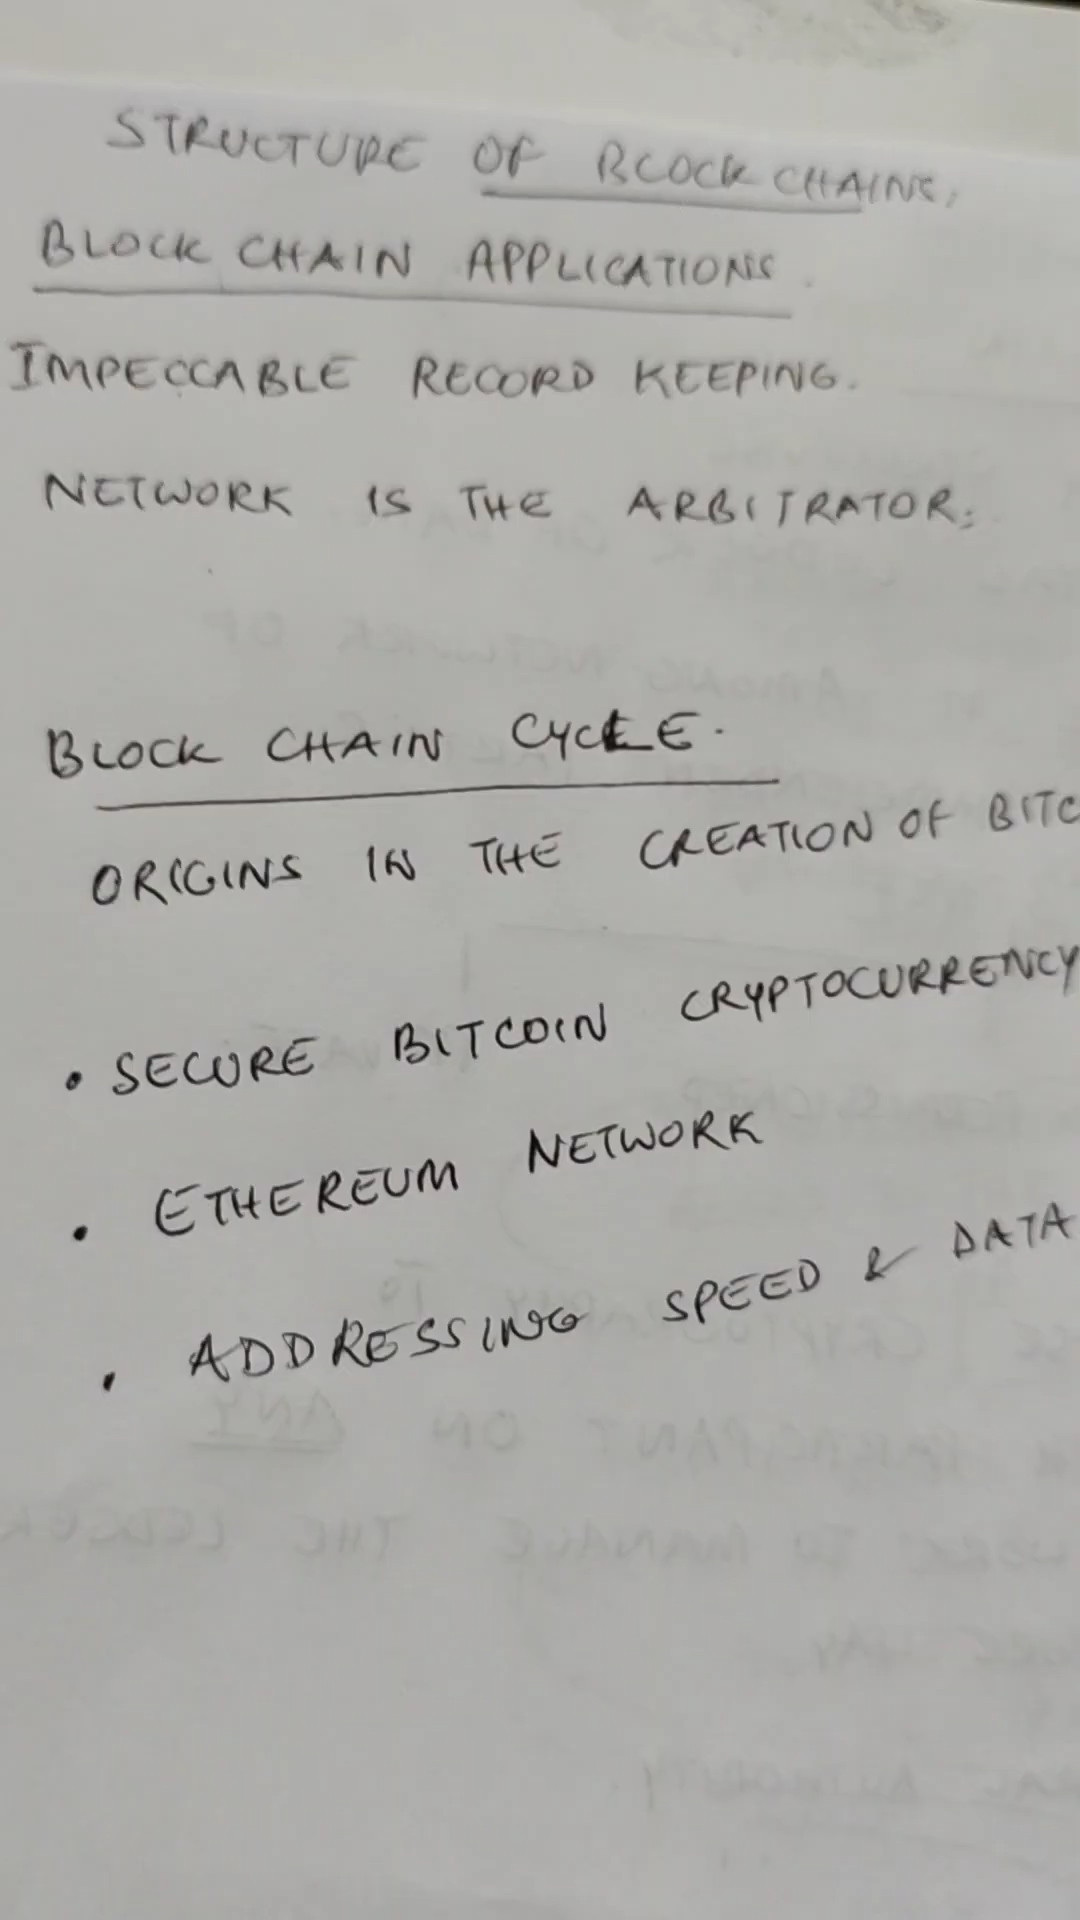 STRUCTURE OF BLOCK CHAINS,
BLOCK CHAIN APPLICATIONS.
IMPECCABLE RECORD KEEPING.
NETWORK IS THE ARBITRATOR.
BLOCK CHAIN CYCLE.
ORIGINS IN THE CREATION OF BITC
• SECURE BITCOIN CRYPTOCURRENCY
• ETHEREUM NETWORK
• ADDRESSING SPEED & DATA